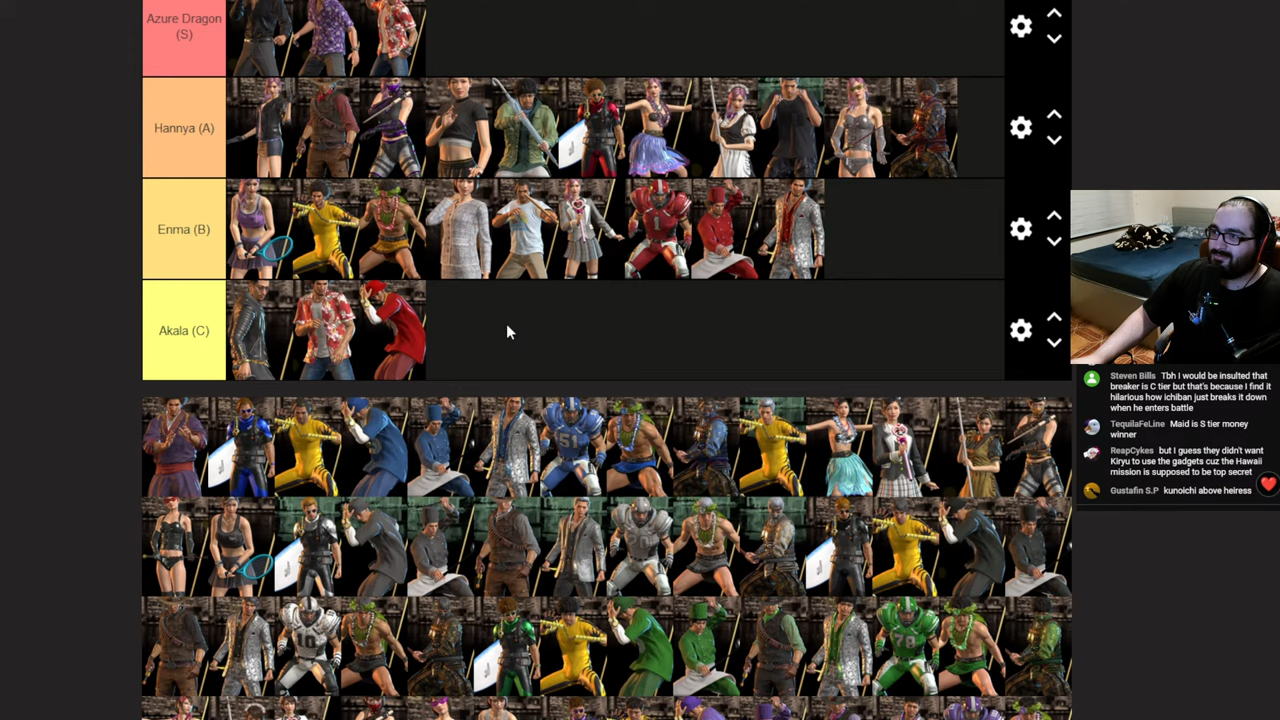 Azure Dragon
(S)
Hannya (A)
Enma (B)
Akala (C)
Steven Bills Tbh I would be insulted that
breaker is C tier but that's because I find it
hilarious how ichiban just breaks it down
when he enters battle
TequilaFeLine Maid is S tier money
winner
ReapCykes but I guess they didn't want
Kiryu to use the gadgets cuz the Hawaii
mission is supposed to be top secret
Gustafin S.P kunoichi above heiress